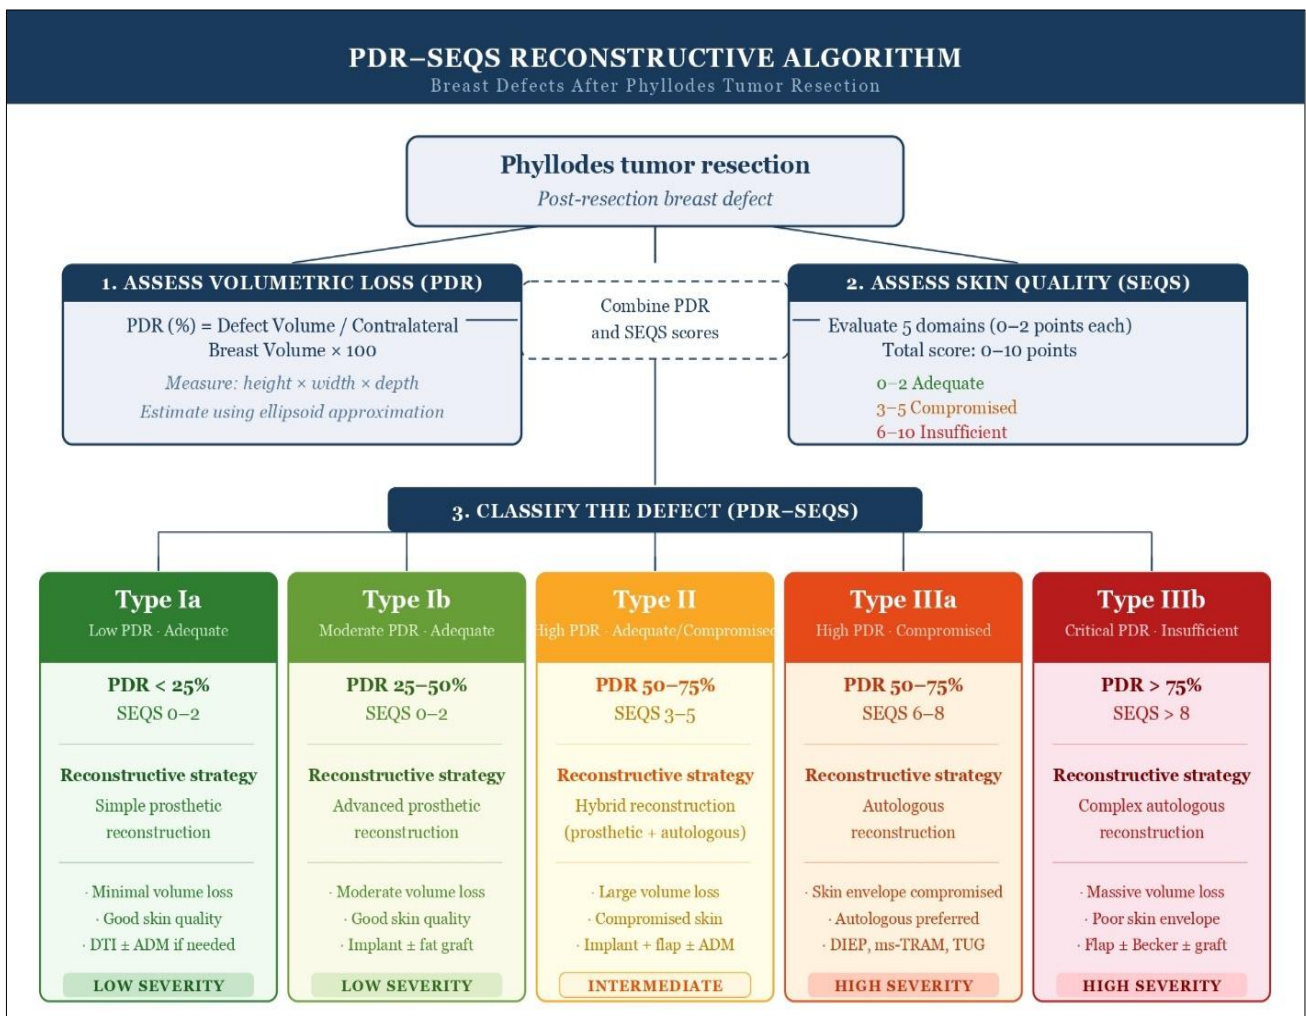 PDR–SEQS RECONSTRUCTIVE ALGORITHM
Breast Defects After Phyllodes Tumor Resection
Phyllodes tumor resection
Post-resection breast defect
1. ASSESS VOLUMETRIC LOSS (PDR)
PDR (%) = Defect Volume / Contralateral
Breast Volume × 100
Measure: height × width × depth
Estimate using ellipsoid approximation
Combine PDR
and SEQS scores
2. ASSESS SKIN QUALITY (SEQS)
Evaluate 5 domains (0–2 points each)
Total score: 0–10 points
0–2 Adequate
3–5 Compromised
6–10 Insufficient
3. CLASSIFY THE DEFECT (PDR–SEQS)
Type Ia
Low PDR · Adequate
PDR < 25%
SEQS 0–2
Reconstructive strategy
Simple prosthetic
reconstruction
· Minimal volume loss
· Good skin quality
· DTI ± ADM if needed
LOW SEVERITY
Type Ib
Moderate PDR · Adequate
PDR 25–50%
SEQS 0–2
Reconstructive strategy
Advanced prosthetic
reconstruction
· Moderate volume loss
· Good skin quality
· Implant ± fat graft
LOW SEVERITY
Type II
High PDR · Adequate/Compromised
PDR 50–75%
SEQS 3–5
Reconstructive strategy
Hybrid reconstruction
(prosthetic + autologous)
· Large volume loss
· Compromised skin
· Implant + flap ± ADM
INTERMEDIATE
Type IIIa
High PDR · Compromised
PDR 50–75%
SEQS 6–8
Reconstructive strategy
Autologous
reconstruction
· Skin envelope compromised
· Autologous preferred
· DIEP, ms-TRAM, TUG
HIGH SEVERITY
Type IIIb
Critical PDR · Insufficient
PDR > 75%
SEQS > 8
Reconstructive strategy
Complex autologous
reconstruction
· Massive volume loss
· Poor skin envelope
· Flap ± Becker ± graft
HIGH SEVERITY